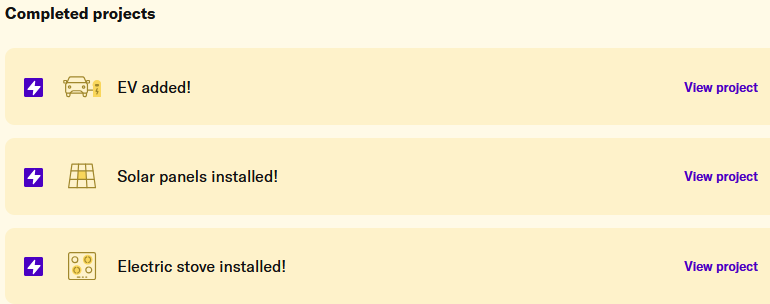 Completed projects
EV added!
View project
Solar panels installed!
View project
Electric stove installed!
View project